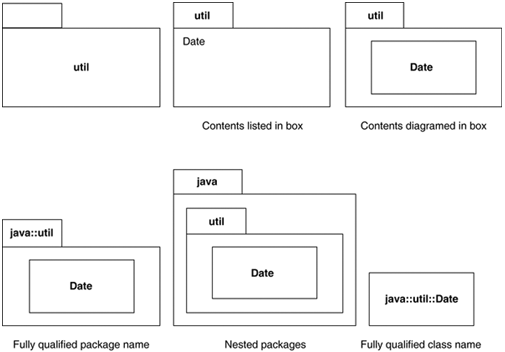 util
util
Date
Contents listed in box
util
Date
Contents diagramed in box
java::util
Date
Fully qualified package name
java
util
Date
Nested packages
java::util::Date
Fully qualified class name